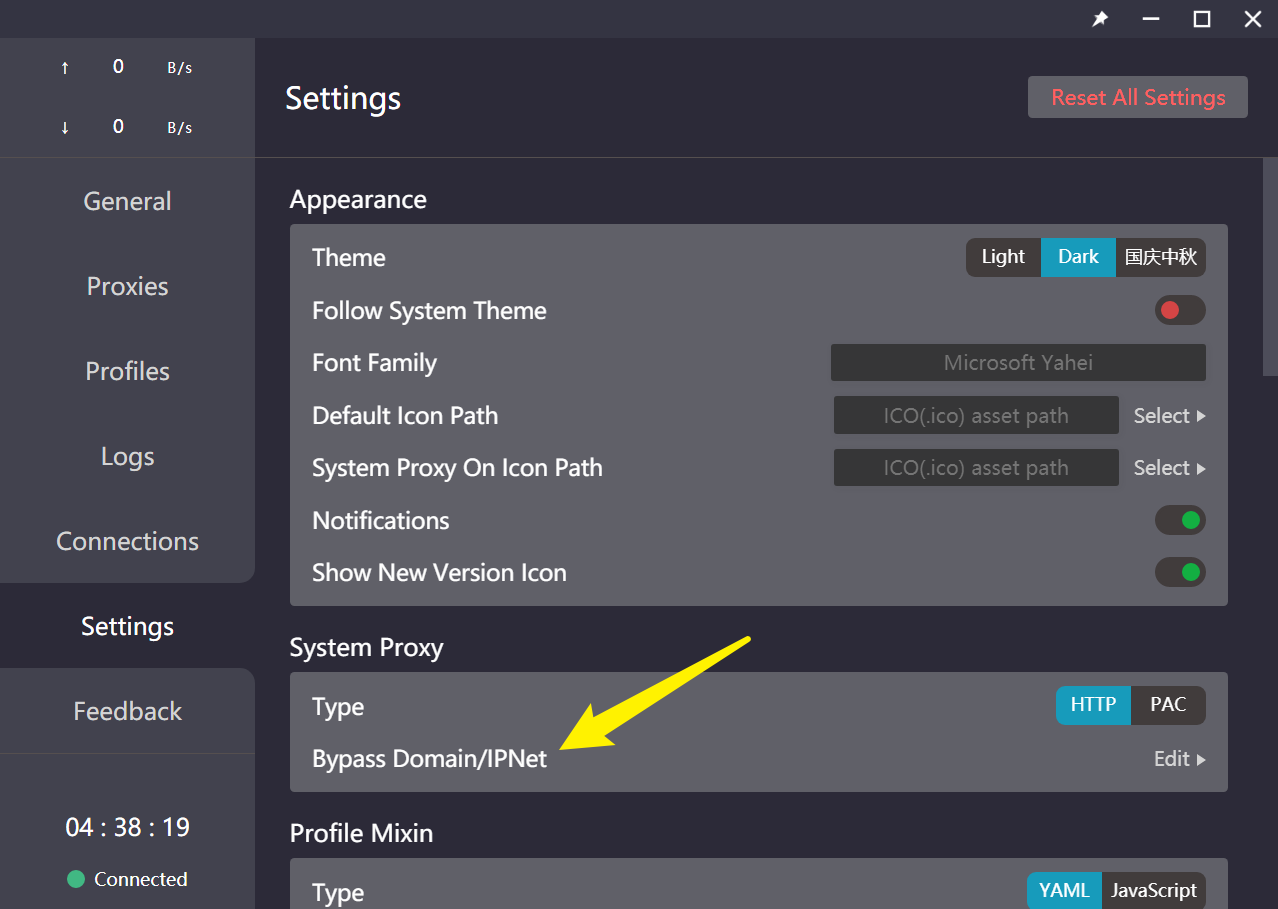 ↑ 0 B/s
↓ 0 B/s
General
Proxies
Profiles
Logs
Connections
Settings
Feedback
04 : 38 : 19
Connected
Settings
Reset All Settings
Appearance
Theme Light Dark 国庆中秋
Follow System Theme
Font Family Microsoft Yahei
Default Icon Path ICO(.ico) asset path Select
System Proxy On Icon Path ICO(.ico) asset path Select
Notifications
Show New Version Icon
System Proxy
Type HTTP PAC
Bypass Domain/IPNet Edit
Profile Mixin
Type YAML JavaScript